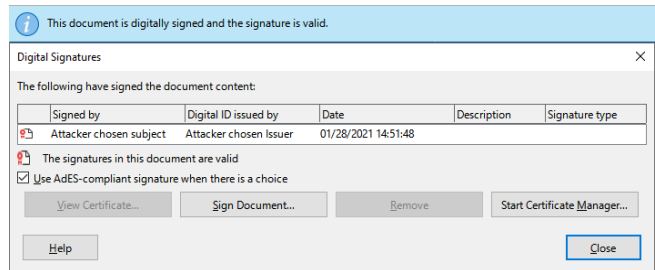 This document is digitally signed and the signature is valid.
Digital Signatures
The following have signed the document content:
Signed by Digital ID issued by Date Description Signature type
Attacker chosen subject Attacker chosen Issuer 01/28/2021 14:51:48
The signatures in this document are valid
Use AdES-compliant signature when there is a choice
View Certificate... Sign Document... Remove Start Certificate Manager...
Help Close